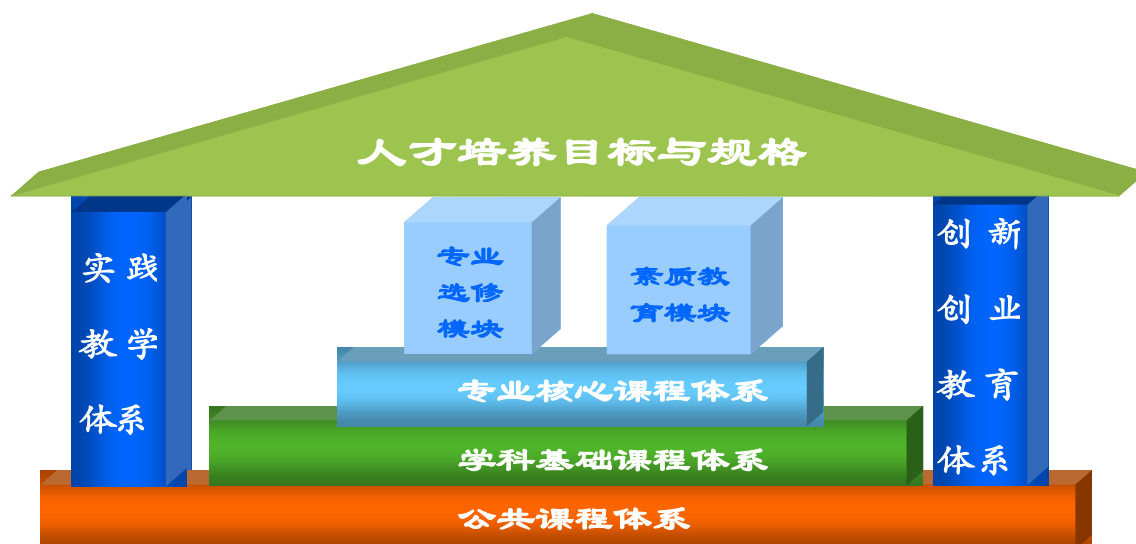 人才培养目标与规格
实 践
教 学
体系
专业
选修
模块
素质教
育模块
创 新
创 业
教 育
体 系
专业核心课程体系
学科基础课程体系
公共课程体系